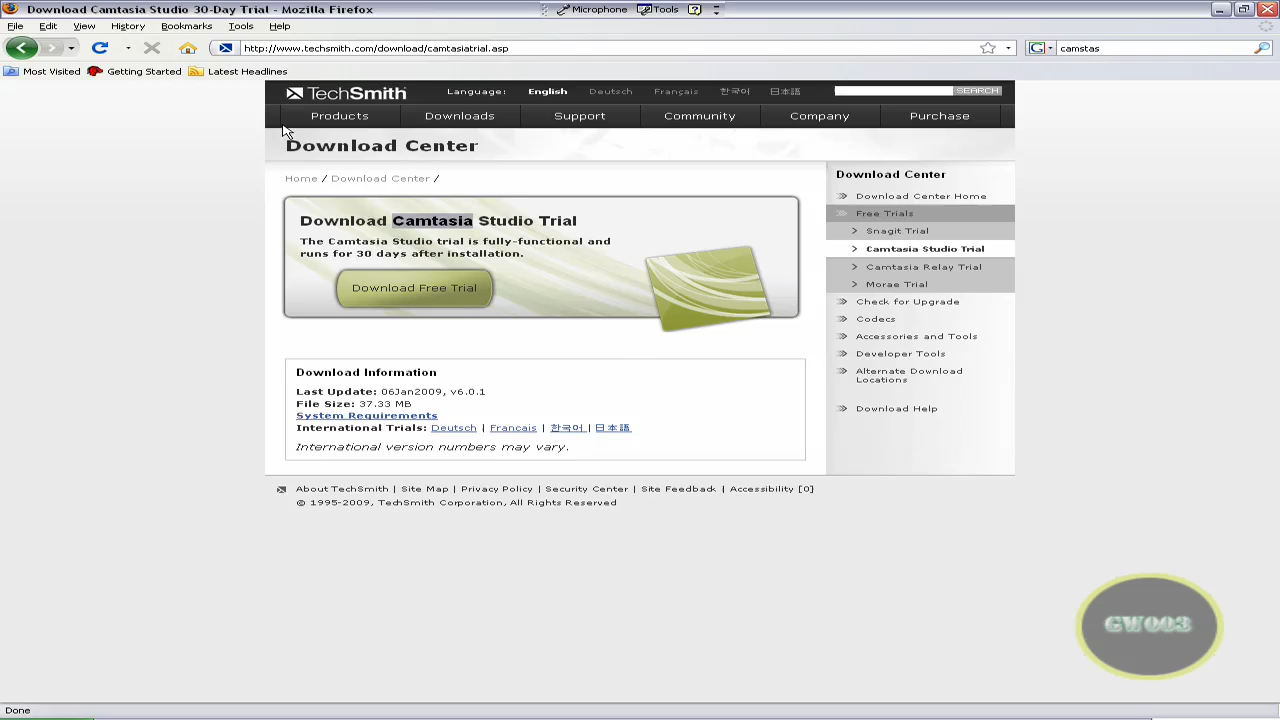 Download Camtasia Studio 30-Day Trial - Mozilla Firefox
Microphone Tools
File Edit View History Bookmarks Tools Help
http://www.techsmith.com/download/camtasiatrial.asp
camstas
Most Visited Getting Started Latest Headlines
TechSmith Language: English Deutsch Français 한국어 日本語 SEARCH
Products Downloads Support Community Company Purchase
Download Center
Home / Download Center /
Download Camtasia Studio Trial
The Camtasia Studio trial is fully-functional and
runs for 30 days after installation.
Download Free Trial
Download Information
Last Update: 06Jan2009, v6.0.1
File Size: 37.33 MB
System Requirements
International Trials: Deutsch | Francais | 한국어 | 日本語
International version numbers may vary.
Download Center
Download Center Home
Free Trials
Snagit Trial
Camtasia Studio Trial
Camtasia Relay Trial
Morae Trial
Check for Upgrade
Codecs
Accessories and Tools
Developer Tools
Alternate Download
Locations
Download Help
About TechSmith | Site Map | Privacy Policy | Security Center | Site Feedback | Accessibility [0]
© 1995-2009, TechSmith Corporation, All Rights Reserved
GW003
Done